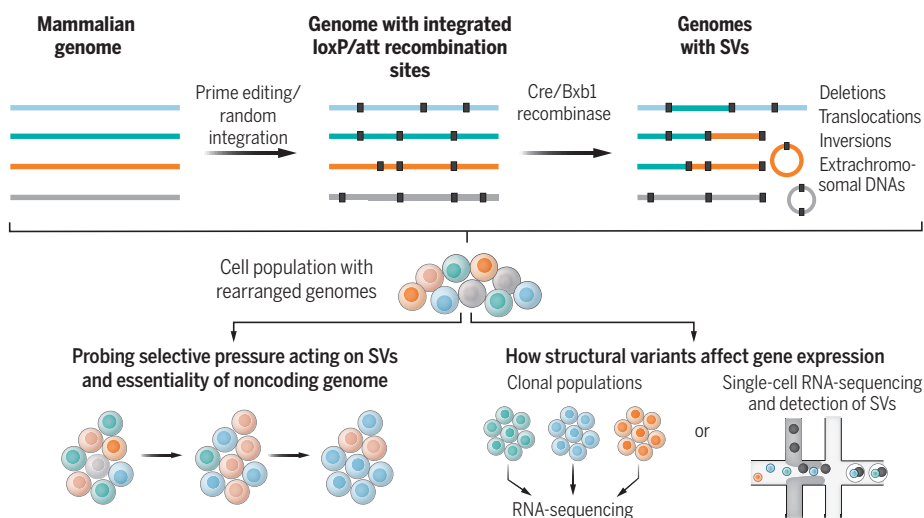 Mammalian
genome
Genome with integrated
loxP/att recombination
sites
Genomes
with SVs
Prime editing/
random
integration
Cre/Bxb1
recombinase
Deletions
Translocations
Inversions
Extrachromo-
somal DNAs
Cell population with
rearranged genomes
Probing selective pressure acting on SVs
and essentiality of noncoding genome
How structural variants affect gene expression
Clonal populations
or
Single-cell RNA-sequencing
and detection of SVs
RNA-sequencing